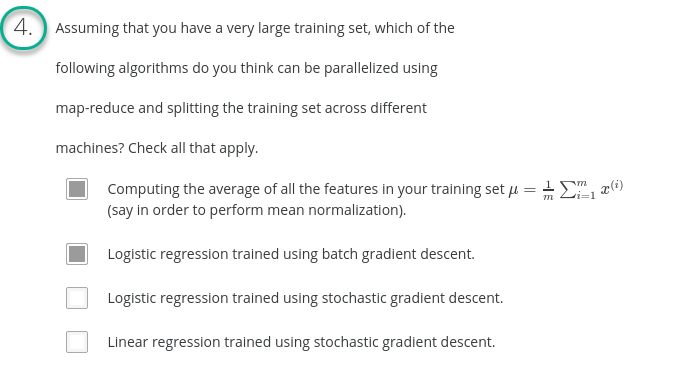 4. Assuming that you have a very large training set, which of the
following algorithms do you think can be parallelized using
map-reduce and splitting the training set across different
machines? Check all that apply.
Computing the average of all the features in your training set μ = 1/m ∑ᵐᵢ₌₁ x⁽ⁱ⁾
(say in order to perform mean normalization).
Logistic regression trained using batch gradient descent.
Logistic regression trained using stochastic gradient descent.
Linear regression trained using stochastic gradient descent.